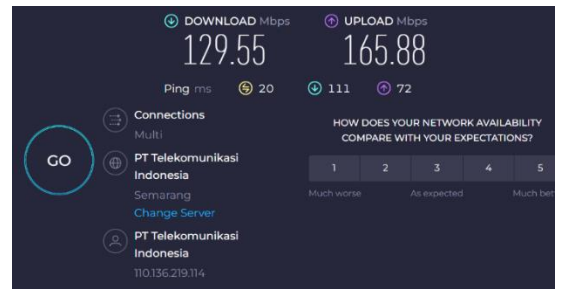 DOWNLOAD Mbps
129.55
UPLOAD Mbps
165.88
Ping ms 20 111 72
GO
Connections
Multi
PT Telekomunikasi
Indonesia
Semarang
Change Server
PT Telekomunikasi
Indonesia
110.136.219.114
HOW DOES YOUR NETWORK AVAILABILITY
COMPARE WITH YOUR EXPECTATIONS?
1 2 3 4 5
Much worse As expected Much bet